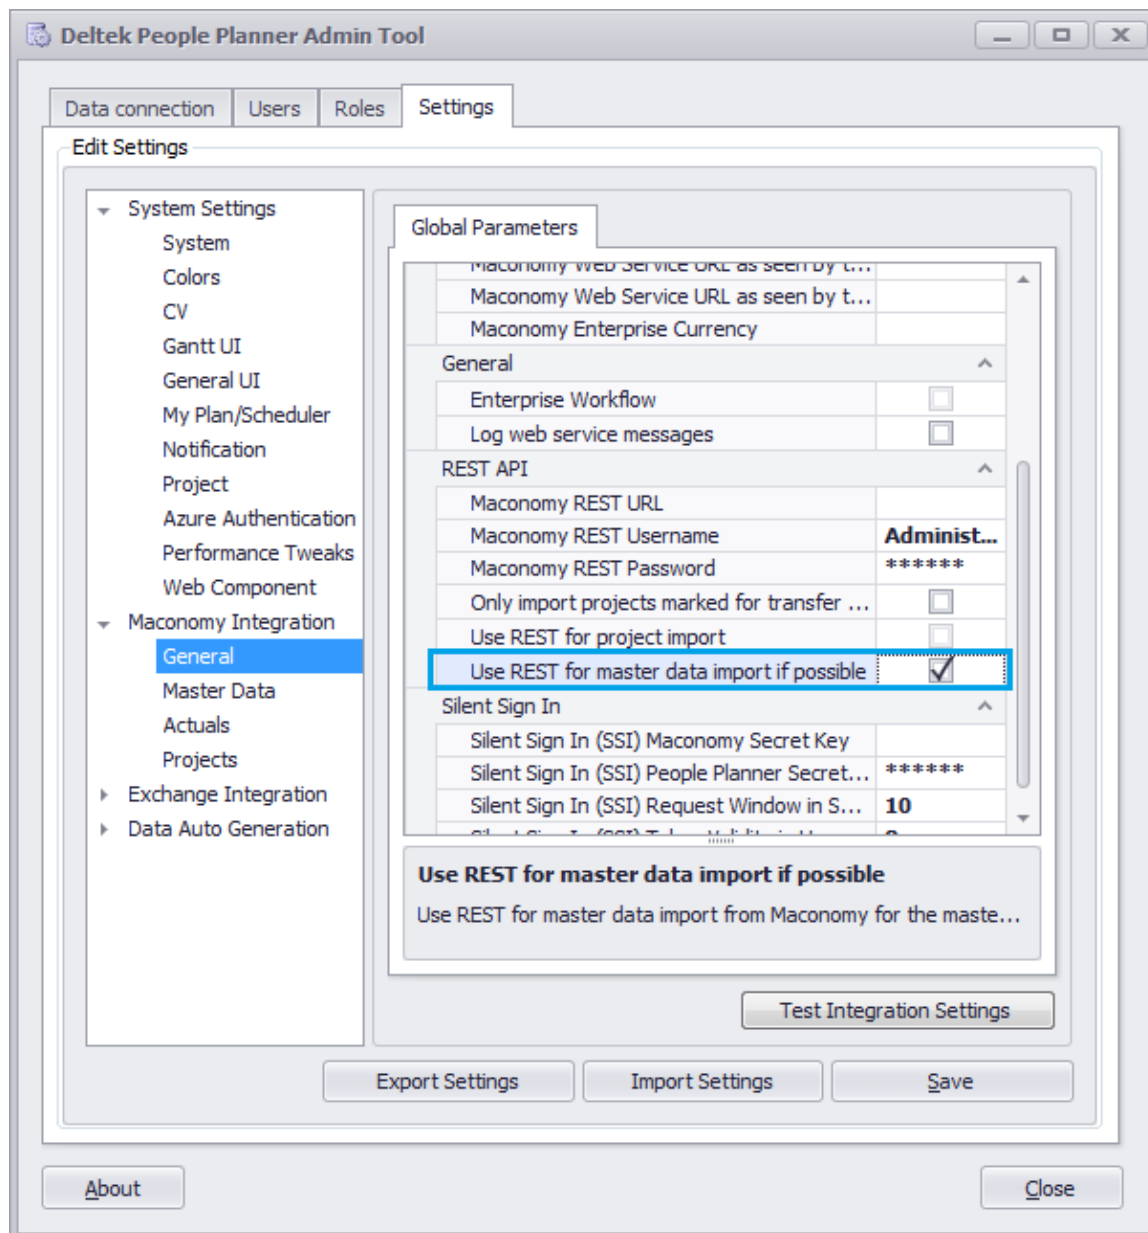 Deltek People Planner Admin Tool
Data connection Users Roles Settings
Edit Settings
System Settings
System
Colors
CV
Gantt UI
General UI
My Plan/Scheduler
Notification
Project
Azure Authentication
Performance Tweaks
Web Component
Maconomy Integration
General
Master Data
Actuals
Projects
Exchange Integration
Data Auto Generation
Global Parameters
Maconomy Web Service URL as seen by t...
Maconomy Web Service URL as seen by t...
Maconomy Enterprise Currency
General
Enterprise Workflow
Log web service messages
REST API
Maconomy REST URL
Maconomy REST Username Administ...
Maconomy REST Password ******
Only import projects marked for transfer ...
Use REST for project import
Use REST for master data import if possible
Silent Sign In
Silent Sign In (SSI) Maconomy Secret Key
Silent Sign In (SSI) People Planner Secret... ******
Silent Sign In (SSI) Request Window in S... 10
Use REST for master data import if possible
Use REST for master data import from Maconomy for the maste...
Test Integration Settings
Export Settings Import Settings Save
About Close